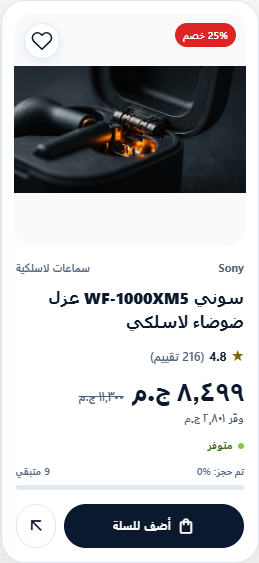 25% خصم
Sony
سماعات لاسلكية
سوني WF-1000XM5 عزل
ضوضاء لاسلكي
★ 4.8 (216 تقييم)
٨,٤٩٩ ج.م ١١,٣٠٠ ج.م
وفّر ٢,٨٠١ ج.م
متوفر
تم حجز: 0%
9 متبقي
أضف للسلة